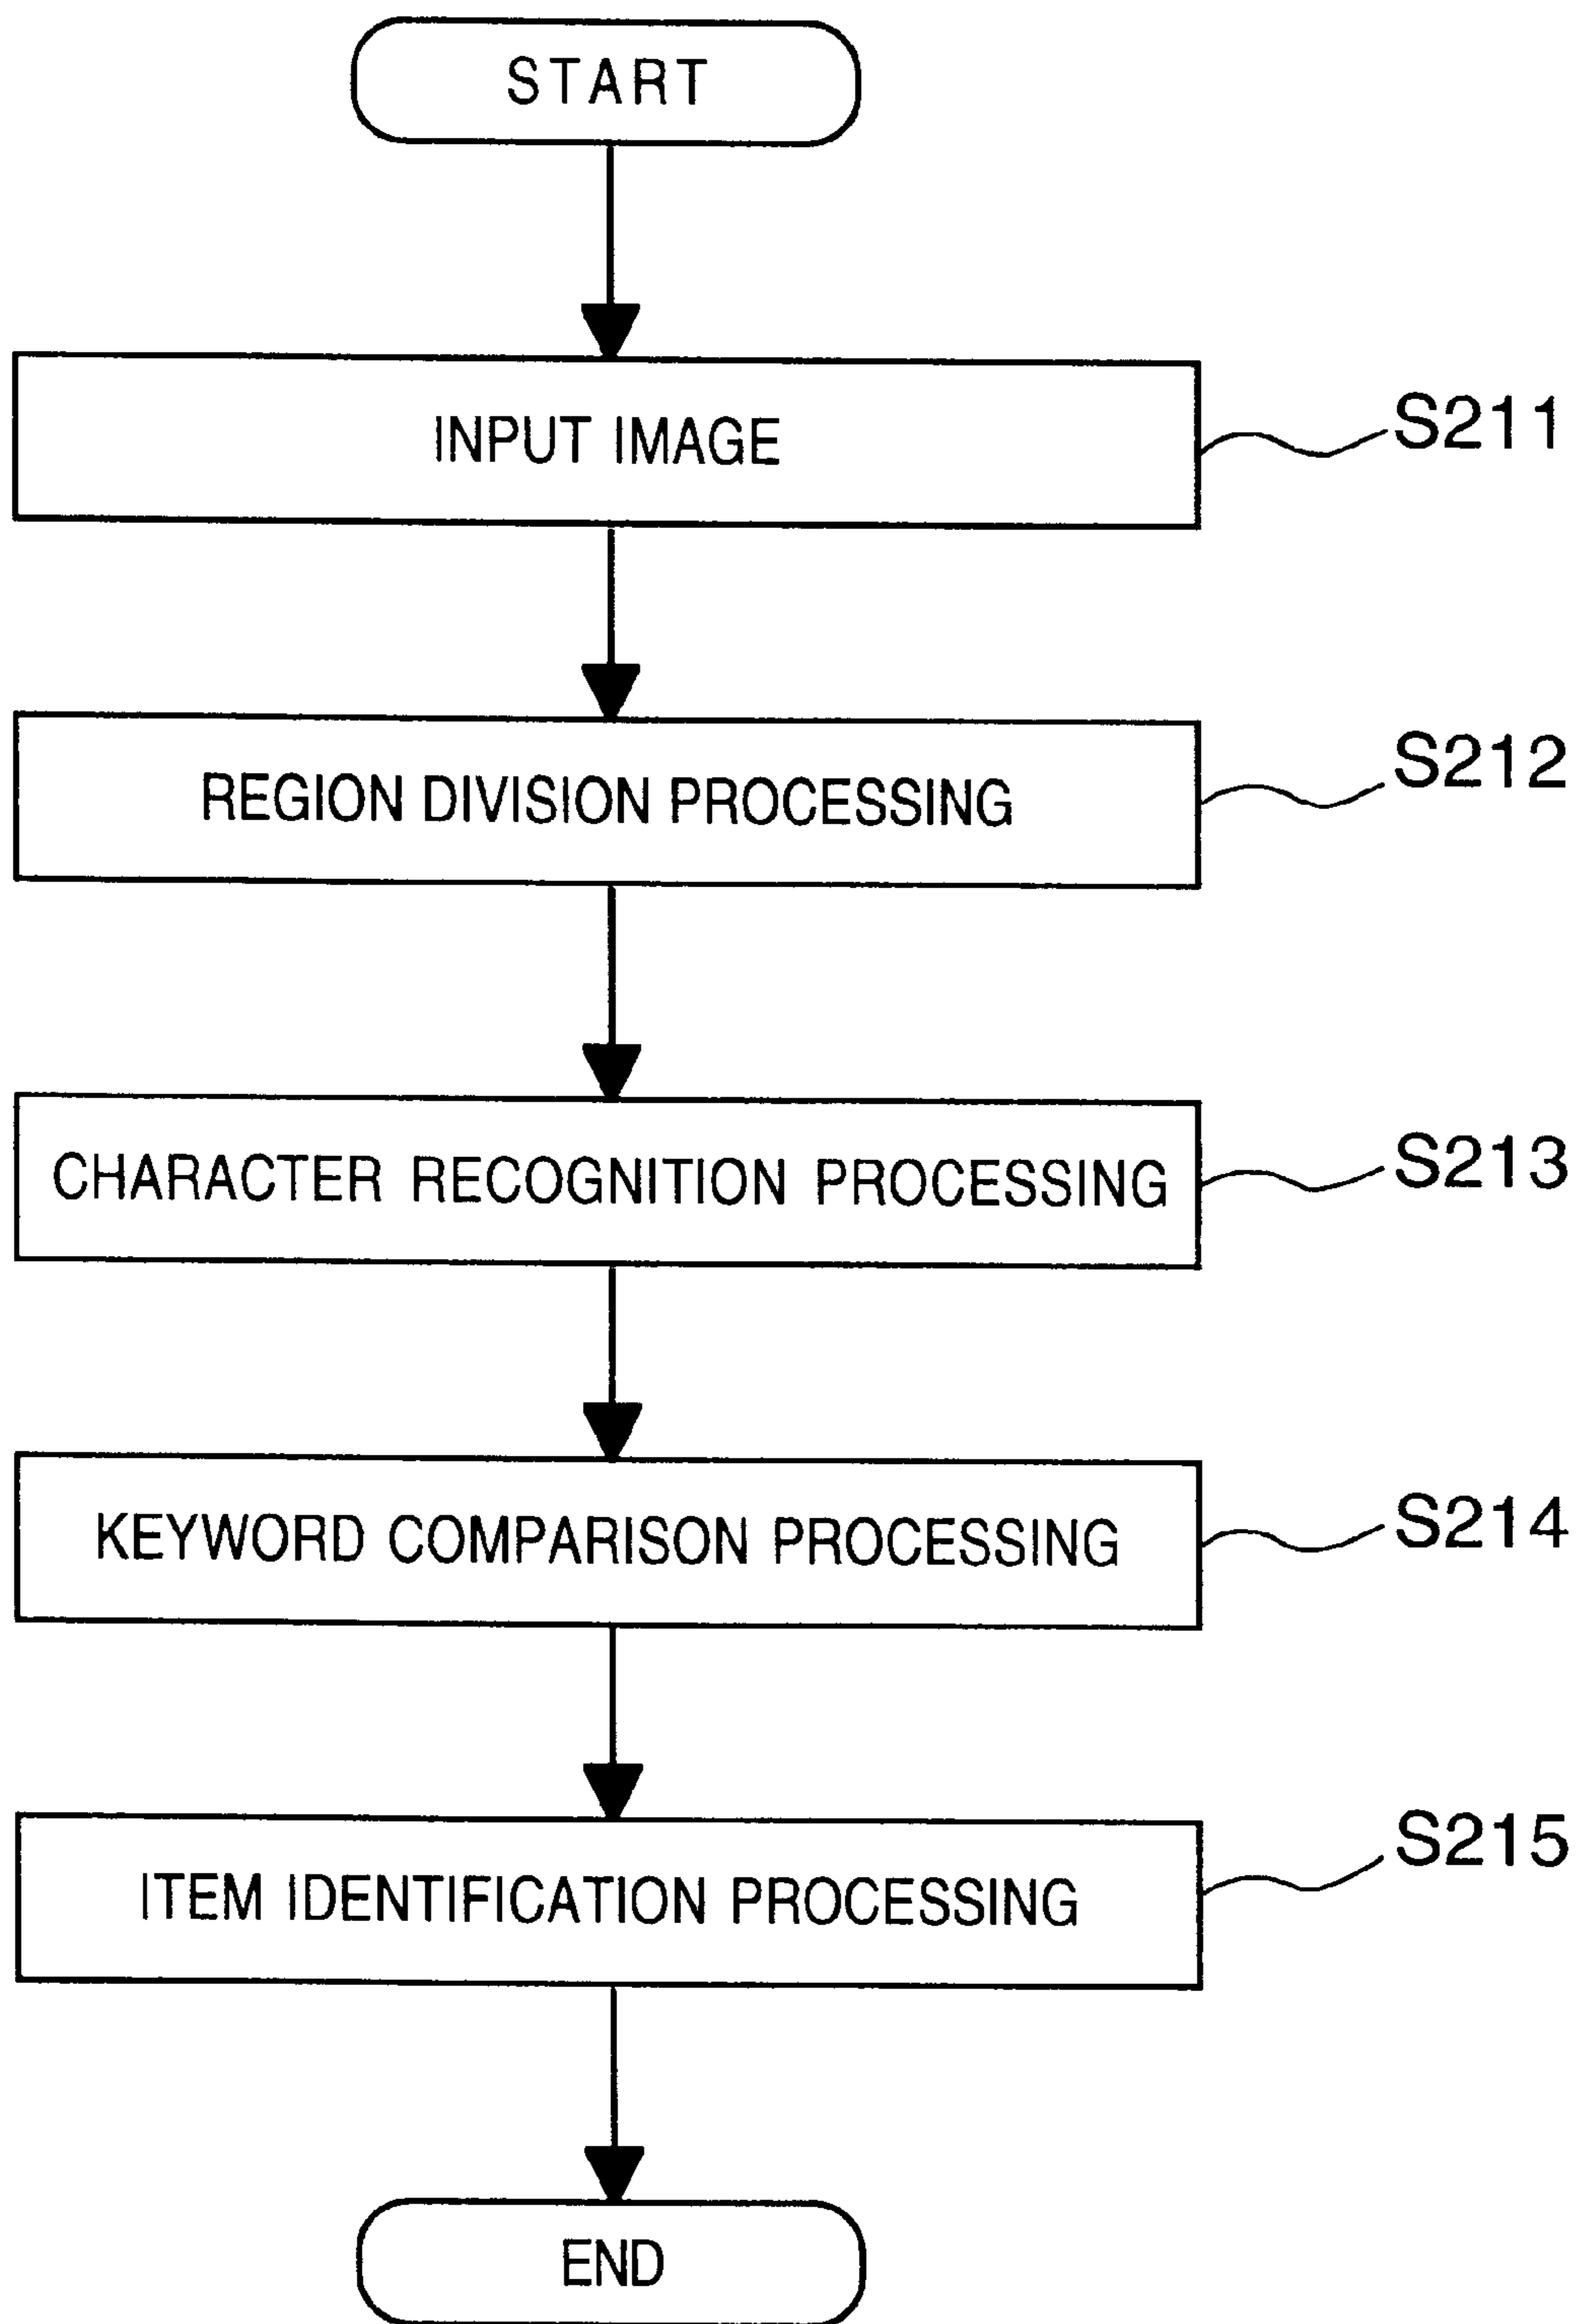 START
INPUT IMAGE
S211
REGION DIVISION PROCESSING
S212
CHARACTER RECOGNITION PROCESSING
S213
KEYWORD COMPARISON PROCESSING
S214
ITEM IDENTIFICATION PROCESSING
S215
END